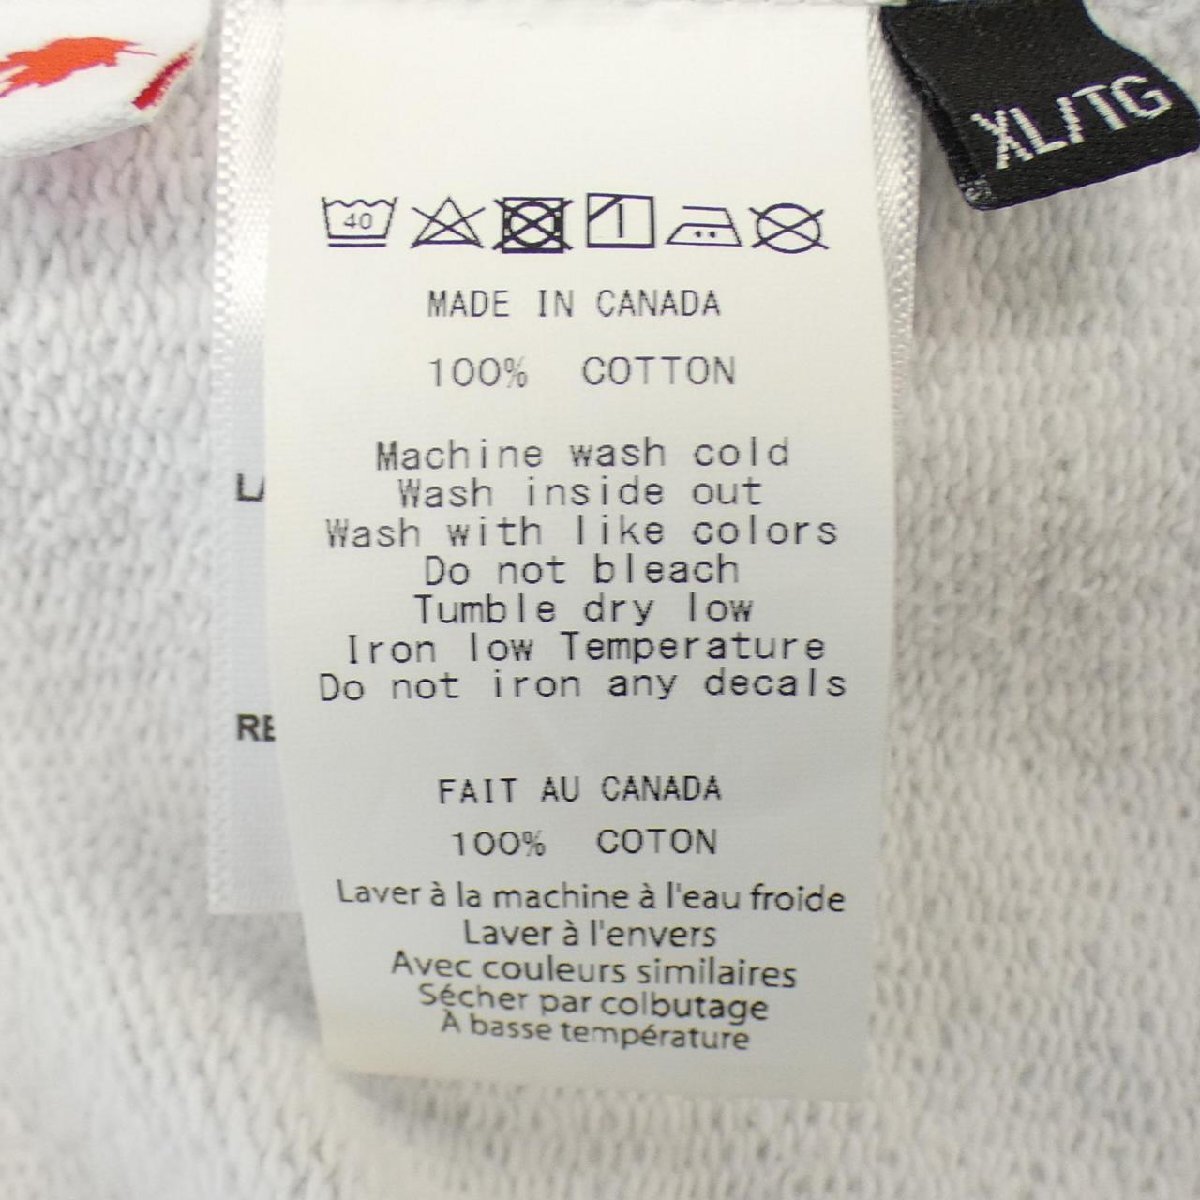 XL/TG
40
MADE IN CANADA
100% COTTON
Machine wash cold
Wash inside out
Wash with like colors
Do not bleach
Tumble dry low
Iron low Temperature
Do not iron any decals
FAIT AU CANADA
100% COTON
Laver à la machine à l'eau froide
Laver à l'envers
Avec couleurs similaires
Sécher par colbutage
À basse température